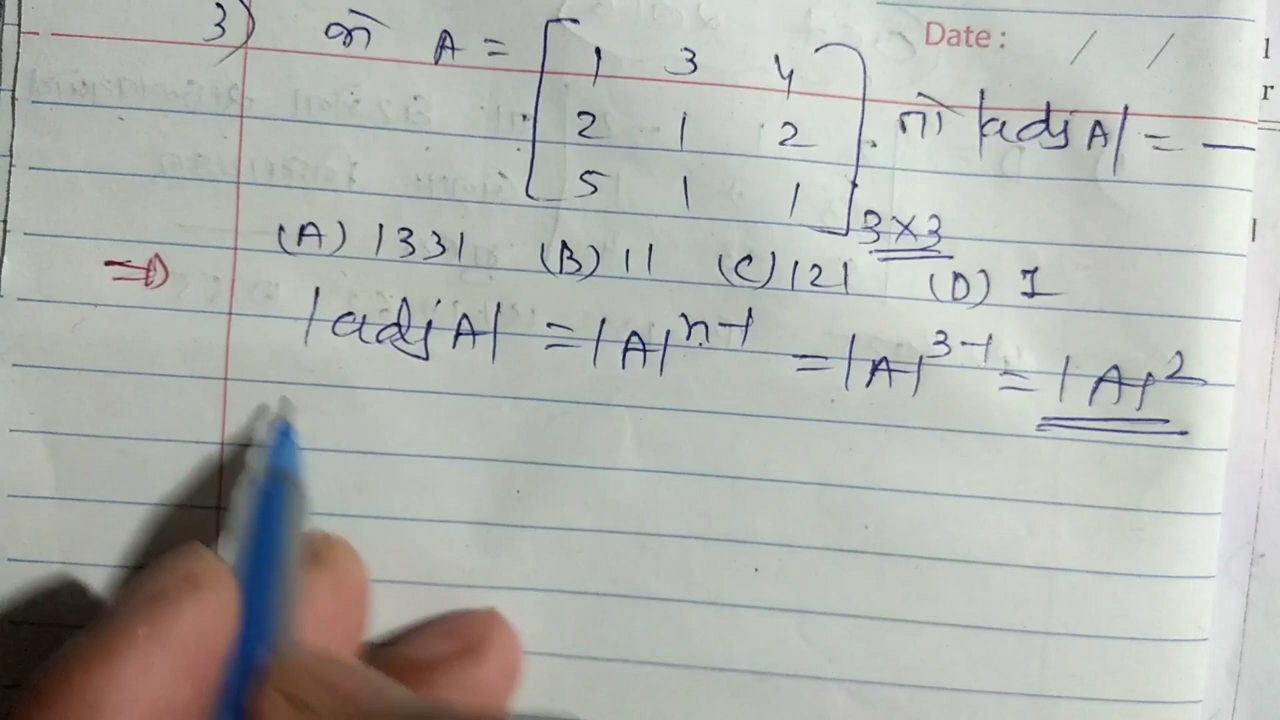 3) જો A = [ 1 3 4
2 1 2
5 1 1 ]3×3 . તો |adj A| = —
(A) 1331 (B) 11 (C) 121 (D) 1
⇒ |adj A| = |A|^n-1 = |A|^3-1 = |A|^2
Date: / /
l
r